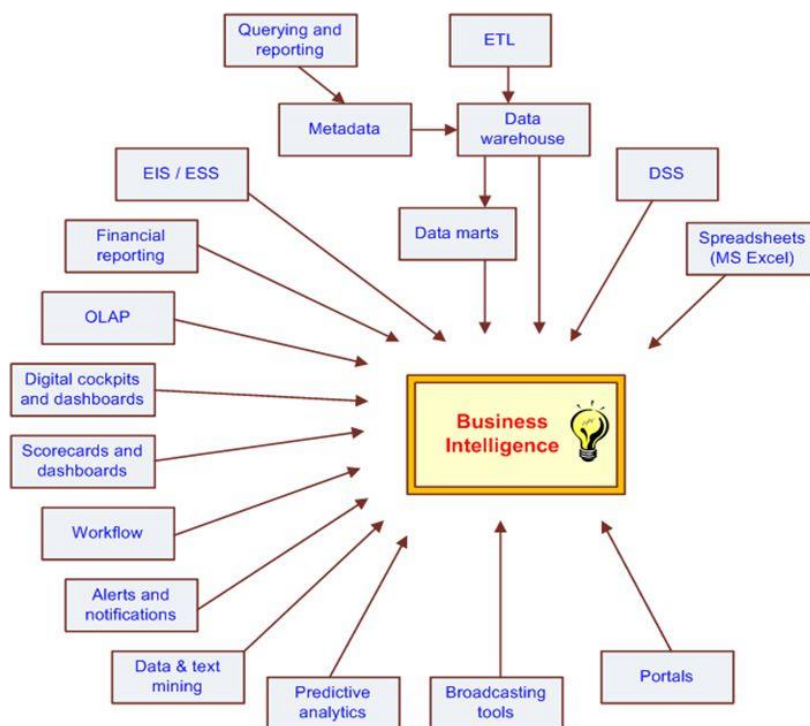 Querying and
reporting
ETL
Metadata
Data
warehouse
EIS / ESS
DSS
Data marts
Financial
reporting
Spreadsheets
(MS Excel)
OLAP
Digital cockpits
and dashboards
Business
Intelligence
Scorecards and
dashboards
Workflow
Alerts and
notifications
Data & text
mining
Predictive
analytics
Broadcasting
tools
Portals